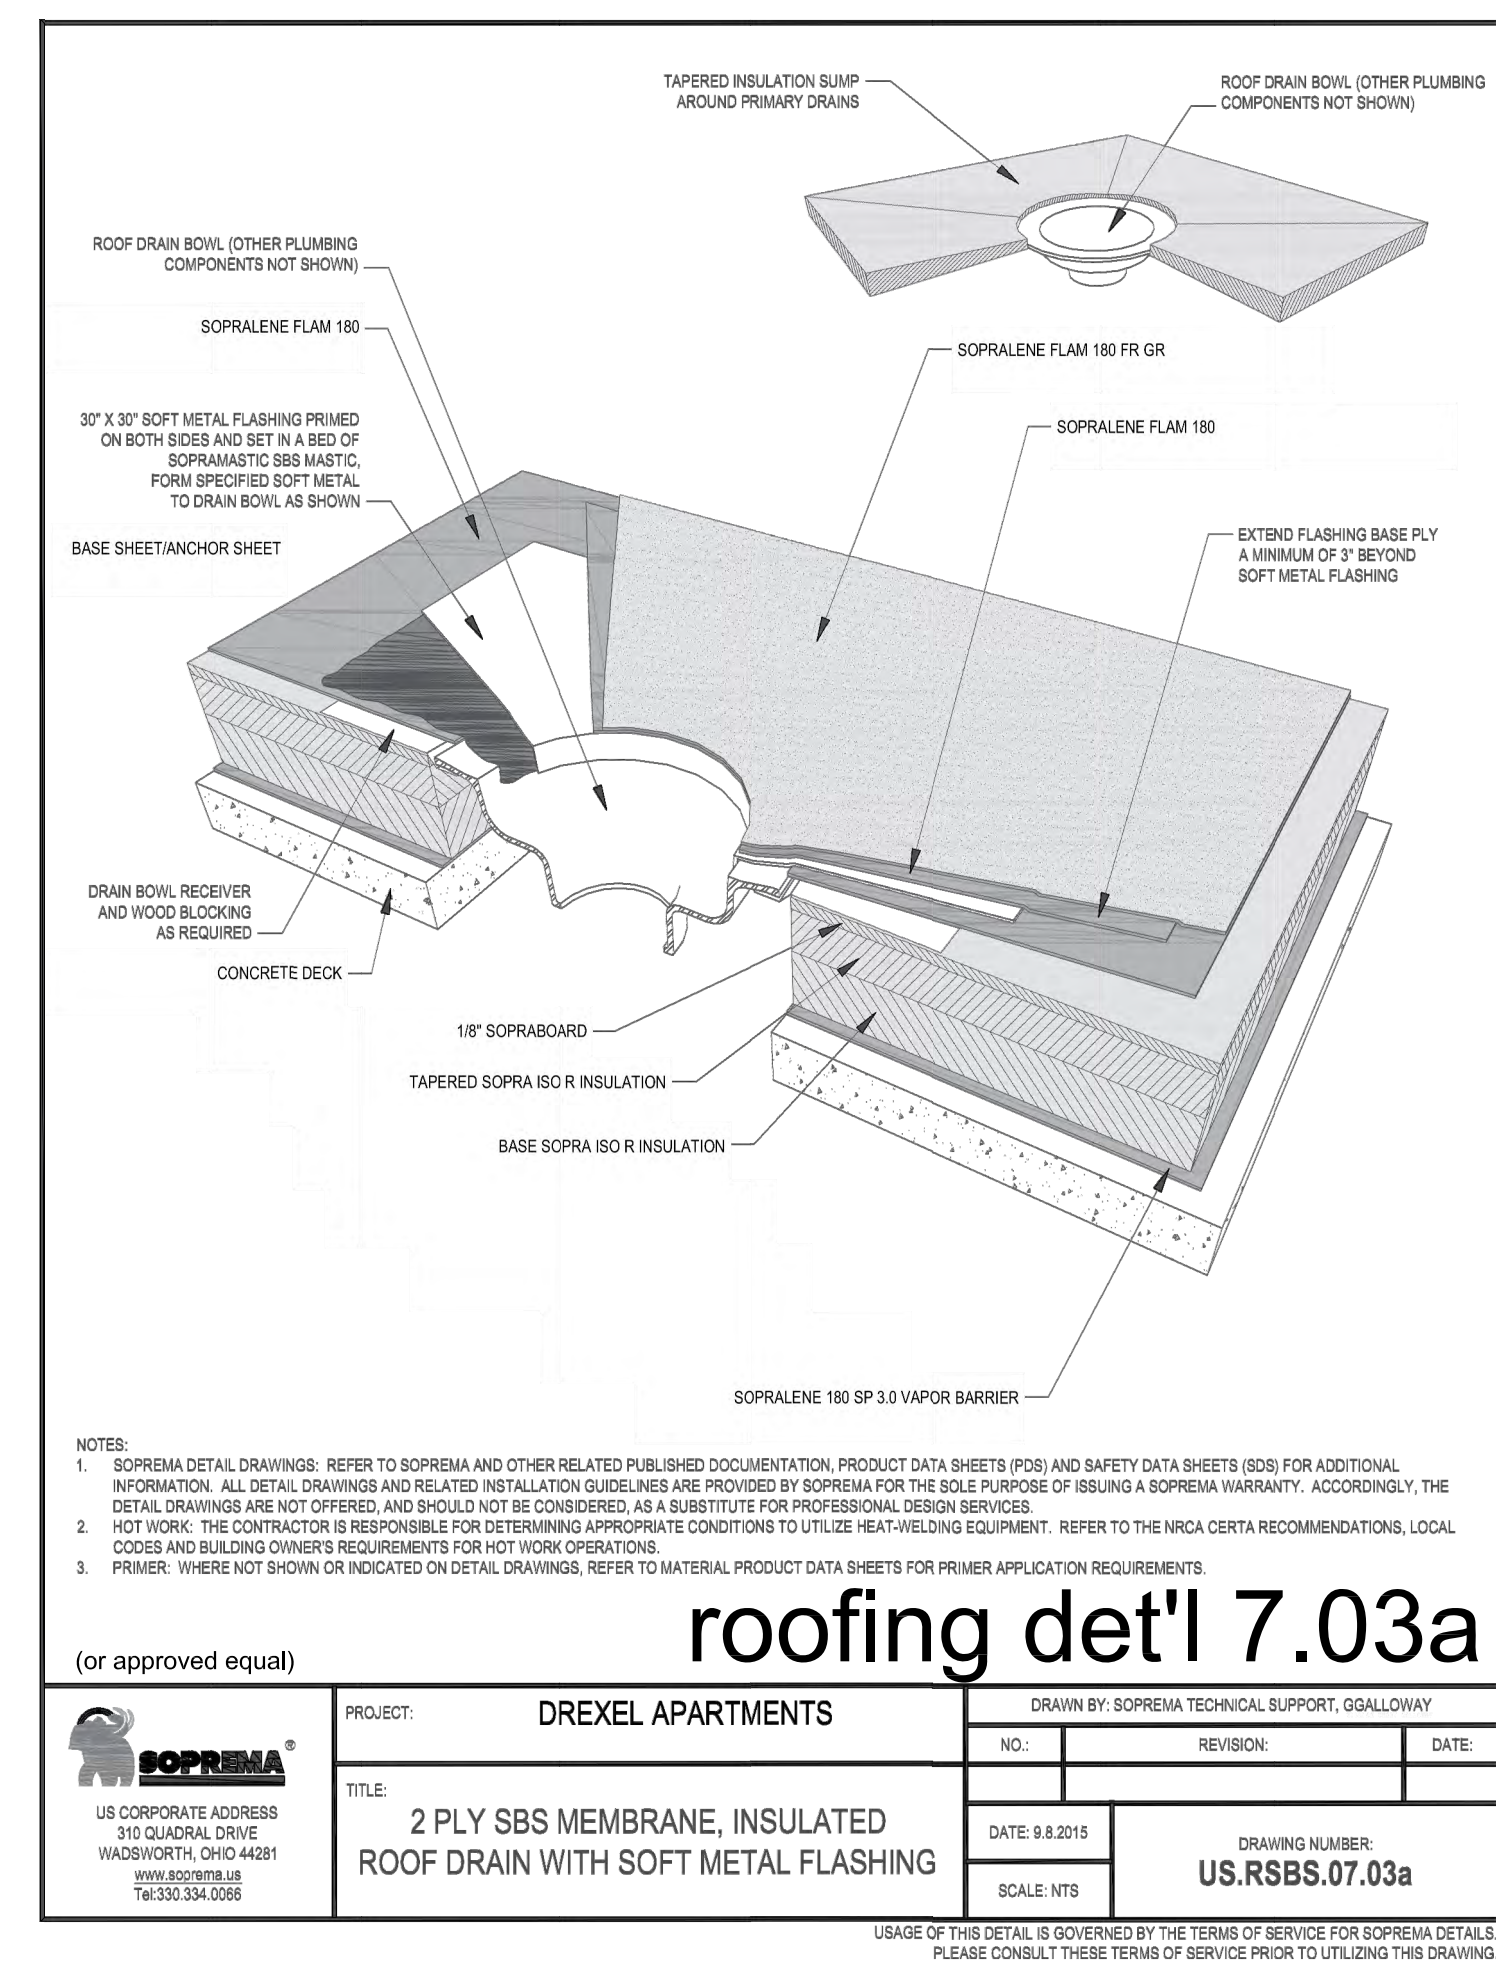 TAPERED INSULATION SUMP
AROUND PRIMARY DRAINS
ROOF DRAIN BOWL (OTHER PLUMBING
COMPONENTS NOT SHOWN)
ROOF DRAIN BOWL (OTHER PLUMBING
COMPONENTS NOT SHOWN)
SOPRALENE FLAM 180
SOPRALENE FLAM 180 FR GR
30" X 30" SOFT METAL FLASHING PRIMED
ON BOTH SIDES AND SET IN A BED OF
SOPRAMASTIC SBS MASTIC,
FORM SPECIFIED SOFT METAL
TO DRAIN BOWL AS SHOWN
SOPRALENE FLAM 180
BASE SHEET/ANCHOR SHEET
EXTEND FLASHING BASE PLY
A MINIMUM OF 3" BEYOND
SOFT METAL FLASHING
DRAIN BOWL RECEIVER
AND WOOD BLOCKING
AS REQUIRED
CONCRETE DECK
1/8" SOPRABOARD
TAPERED SOPRA ISO R INSULATION
BASE SOPRA ISO R INSULATION
SOPRALENE 180 SP 3.0 VAPOR BARRIER
NOTES:
1. SOPREMA DETAIL DRAWINGS: REFER TO SOPREMA AND OTHER RELATED PUBLISHED DOCUMENTATION, PRODUCT DATA SHEETS (PDS) AND SAFETY DATA SHEETS (SDS) FOR ADDITIONAL
INFORMATION. ALL DETAIL DRAWINGS AND RELATED INSTALLATION GUIDELINES ARE PROVIDED BY SOPREMA FOR THE SOLE PURPOSE OF ISSUING A SOPREMA WARRANTY. ACCORDINGLY, THE
DETAIL DRAWINGS ARE NOT OFFERED, AND SHOULD NOT BE CONSIDERED, AS A SUBSTITUTE FOR PROFESSIONAL DESIGN SERVICES.
2. HOT WORK: THE CONTRACTOR IS RESPONSIBLE FOR DETERMINING APPROPRIATE CONDITIONS TO UTILIZE HEAT-WELDING EQUIPMENT. REFER TO THE NRCA CERTA RECOMMENDATIONS, LOCAL
CODES AND BUILDING OWNER'S REQUIREMENTS FOR HOT WORK OPERATIONS.
3. PRIMER: WHERE NOT SHOWN OR INDICATED ON DETAIL DRAWINGS, REFER TO MATERIAL PRODUCT DATA SHEETS FOR PRIMER APPLICATION REQUIREMENTS.
roofing det'l 7.03a
(or approved equal)
SOPREMA ®
US CORPORATE ADDRESS
310 QUADRAL DRIVE
WADSWORTH, OHIO 44281
www.soprema.us
Tel:330.334.0066
PROJECT: DREXEL APARTMENTS
TITLE:
2 PLY SBS MEMBRANE, INSULATED
ROOF DRAIN WITH SOFT METAL FLASHING
DRAWN BY: SOPREMA TECHNICAL SUPPORT, GGALLOWAY
NO.: REVISION: DATE:
DATE: 9.8.2015
SCALE: NTS
DRAWING NUMBER:
US.RSBS.07.03a
USAGE OF THIS DETAIL IS GOVERNED BY THE TERMS OF SERVICE FOR SOPREMA DETAILS.
PLEASE CONSULT THESE TERMS OF SERVICE PRIOR TO UTILIZING THIS DRAWING.